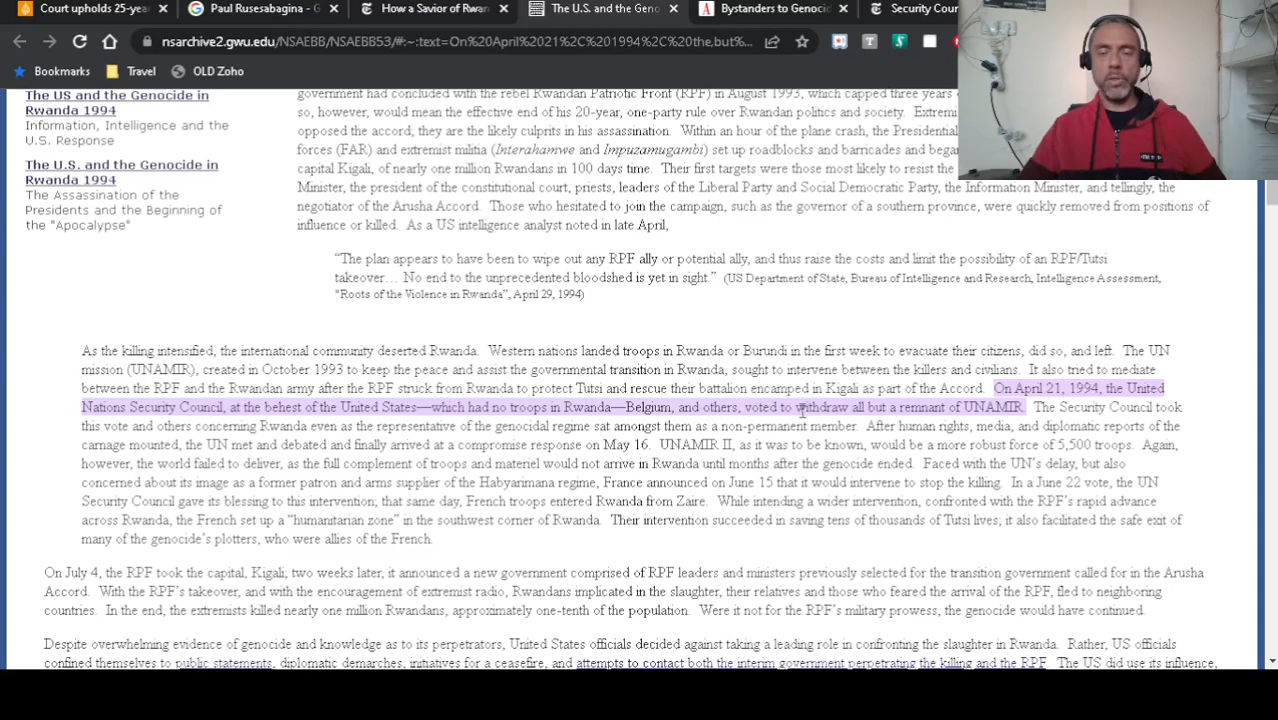 Court upholds 25-yea
Paul Rusesabagina - G
How a Savior of Rwan
The U.S. and the Geno
Bystanders to Genocid
Security Cou
nsarchive2.gwu.edu/NSAEBB/NSAEBB53/#:~:text=On%20April%2021%2C%201994%2C%20the,but%...
Bookmarks
Travel
OLD Zoho
The US and the Genocide in
Rwanda 1994
Information, Intelligence and the
U.S. Response
The U.S. and the Genocide in
Rwanda 1994
The Assassination of the
Presidents and the Beginning of
the "Apocalypse"
government had concluded with the rebel Rwandan Patriotic Front (RPF) in August 1993, which capped three years
so, however, would mean the effective end of his 20-year, one-party rule over Rwandan politics and society. Extremi
opposed the accord; they are the likely culprits in his assassination. Within an hour of the plane crash, the Presidential
forces (FAR) and extremist militia (Interahamwe and Impuzamugambi) set up roadblocks and barricades and began
capital Kigali, of nearly one million Rwandans in 100 days time. Their first targets were those most likely to resist the
Minister, the president of the constitutional court, priests, leaders of the Liberal Party and Social Democratic Party, the Information Minister, and tellingly, the
negotiator of the Arusha Accord. Those who hesitated to join the campaign, such as the governor of a southern province, were quickly removed from positions of
influence or killed. As a US intelligence analyst noted in late April,
“The plan appears to have been to wipe out any RPF ally or potential ally, and thus raise the costs and limit the possibility of an RPF/Tutsi
takeover… No end to the unprecedented bloodshed is yet in sight.” (US Department of State, Bureau of Intelligence and Research, Intelligence Assessment,
"Roots of the Violence in Rwanda”, April 29, 1994)
As the killing intensified, the international community deserted Rwanda. Western nations landed troops in Rwanda or Burundi in the first week to evacuate their citizens, did so, and left. The UN
mission (UNAMIR), created in October 1993 to keep the peace and assist the governmental transition in Rwanda, sought to intervene between the killers and civilians. It also tried to mediate
between the RPF and the Rwandan army after the RPF struck from Rwanda to protect Tutsi and rescue their battalion encamped in Kigali as part of the Accord. On April 21, 1994, the United
Nations Security Council, at the behest of the United States—which had no troops in Rwanda—Belgium, and others, voted to withdraw all but a remnant of UNAMIR. The Security Council took
this vote and others concerning Rwanda even as the representative of the genocidal regime sat amongst them as a non-permanent member. After human rights, media, and diplomatic reports of the
carnage mounted, the UN met and debated and finally arrived at a compromise response on May 16. UNAMIR II, as it was to be known, would be a more robust force of 5,500 troops. Again,
however, the world failed to deliver, as the full complement of troops and materiel would not arrive in Rwanda until months after the genocide ended. Faced with the UN’s delay, but also
concerned about its image as a former patron and arms supplier of the Habyarimana regime, France announced on June 15 that it would intervene to stop the killing. In a June 22 vote, the UN
Security Council gave its blessing to this intervention; that same day, French troops entered Rwanda from Zaire. While intending a wider intervention, confronted with the RPF’s rapid advance
across Rwanda, the French set up a “humanitarian zone” in the southwest corner of Rwanda. Their intervention succeeded in saving tens of thousands of Tutsi lives; it also facilitated the safe exit of
many of the genocide’s plotters, who were allies of the French.
On July 4, the RPF took the capital, Kigali; two weeks later, it announced a new government comprised of RPF leaders and ministers previously selected for the transition government called for in the Arusha
Accord. With the RPF’s takeover, and with the encouragement of extremist radio, Rwandans implicated in the slaughter, their relatives and those who feared the arrival of the RPF, fled to neighboring
countries. In the end, the extremists killed nearly one million Rwandans, approximately one-tenth of the population. Were it not for the RPF’s military prowess, the genocide would have continued.
Despite overwhelming evidence of genocide and knowledge as to its perpetrators, United States officials decided against taking a leading role in confronting the slaughter in Rwanda. Rather, US officials
confined themselves to public statements, diplomatic demarches, initiatives for a ceasefire, and attempts to contact both the interim government perpetrating the killing and the RPF. The US did use its influence,